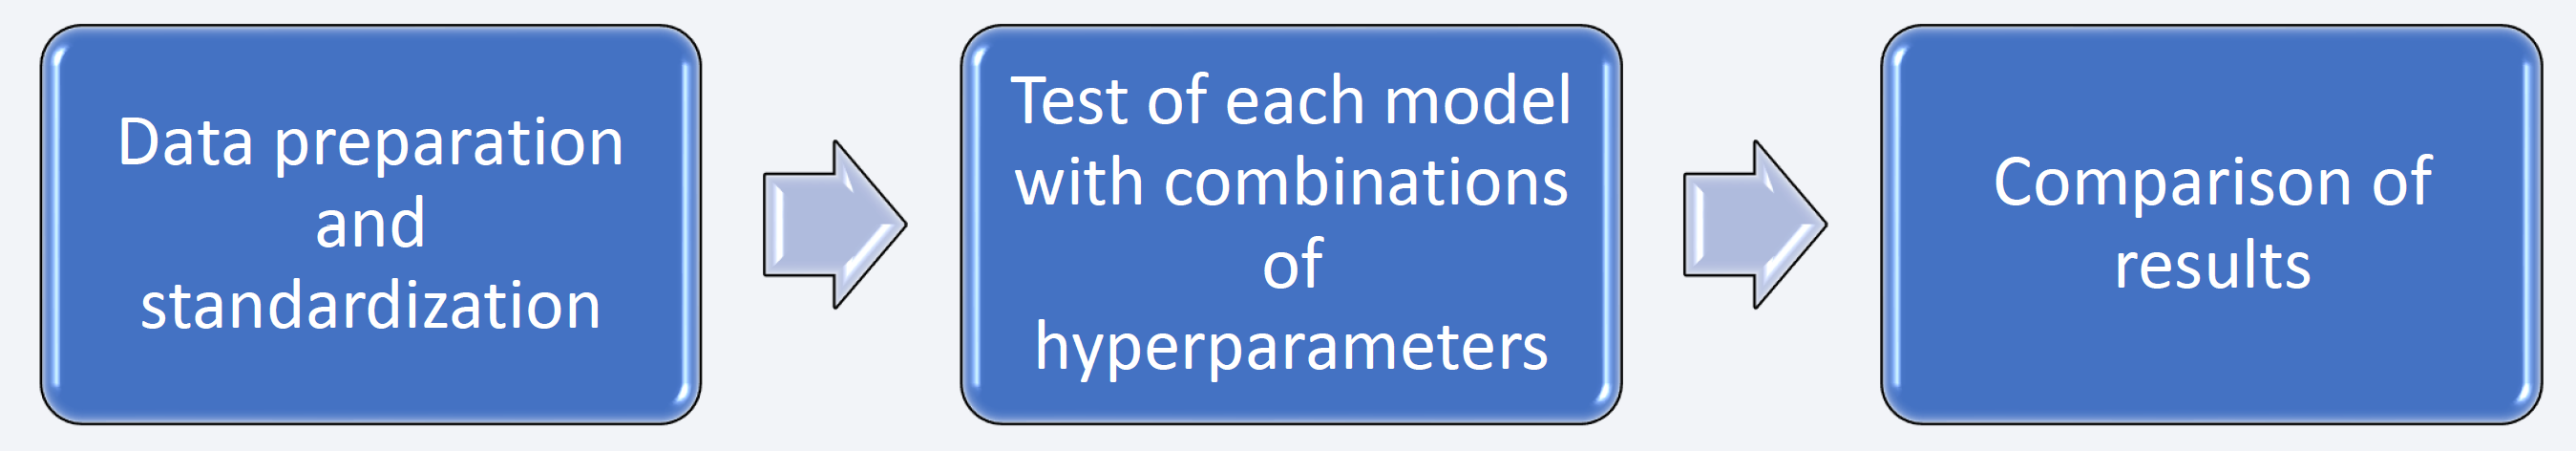 Data preparation
and
standardization
Test of each model
with combinations
of
hyperparameters
Comparison of
results